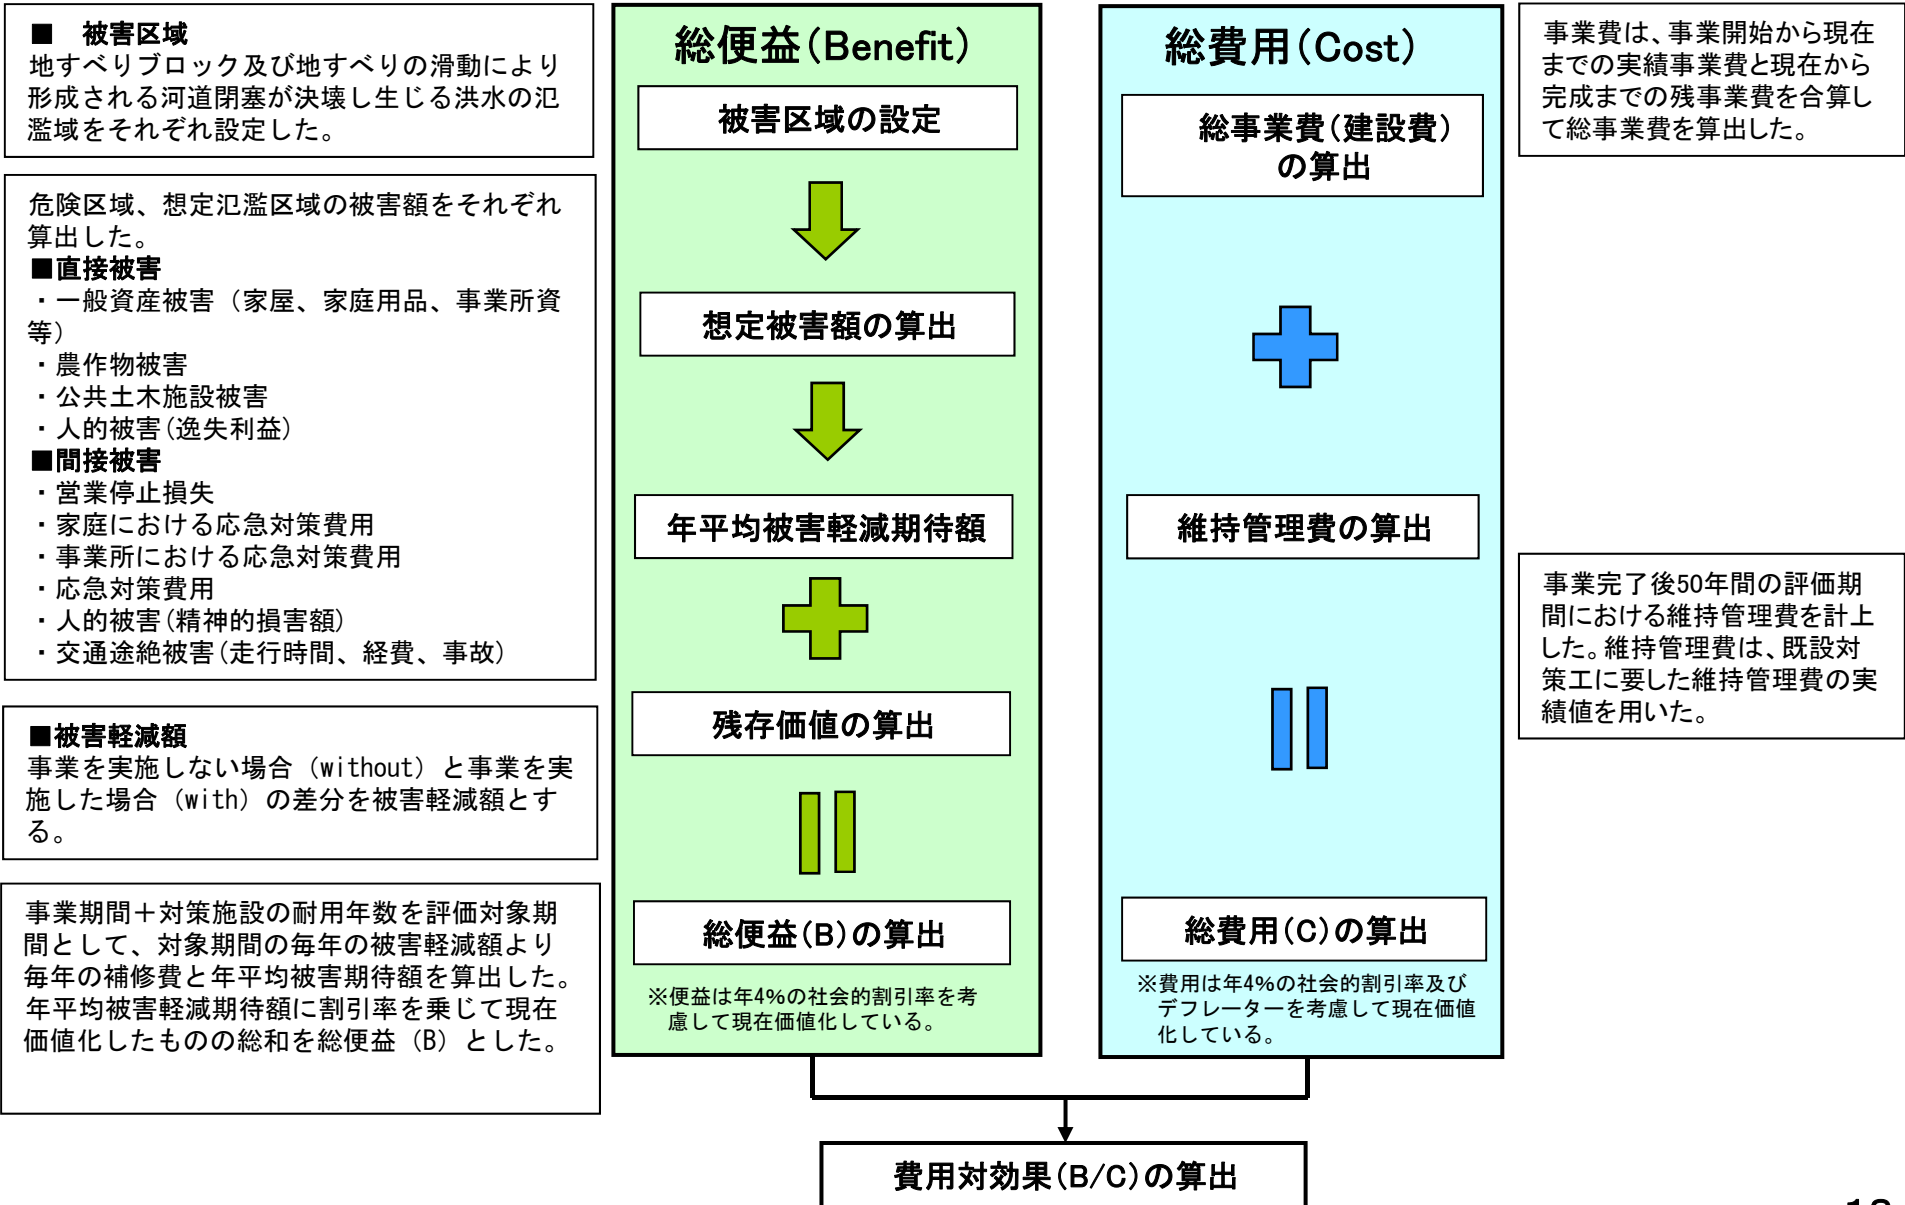 ■　被害区域
地すべりブロック及び地すべりの滑動により
形成される河道閉塞が決壊し生じる洪水の氾
濫域をそれぞれ設定した。
危険区域、想定氾濫区域の被害額をそれぞれ
算出した。
■直接被害
・一般資産被害（家屋、家庭用品、事業所資
等）
・農作物被害
・公共土木施設被害
・人的被害(逸失利益)
■間接被害
・営業停止損失
・家庭における応急対策費用
・事業所における応急対策費用
・応急対策費用
・人的被害(精神的損害額)
・交通途絶被害(走行時間、経費、事故)
■被害軽減額
事業を実施しない場合（without）と事業を実
施した場合（with）の差分を被害軽減額とす
る。
事業期間＋対策施設の耐用年数を評価対象期
間として、対象期間の毎年の被害軽減額より
毎年の補修費と年平均被害期待額を算出した。
年平均被害軽減期待額に割引率を乗じて現在
価値化したものの総和を総便益（B）とした。
総便益(Benefit)
被害区域の設定
想定被害額の算出
年平均被害軽減期待額
残存価値の算出
総便益(B)の算出
※便益は年4%の社会的割引率を考
慮して現在価値化している。
総費用(Cost)
総事業費(建設費)
の算出
維持管理費の算出
総費用(C)の算出
※費用は年4%の社会的割引率及び
デフレーターを考慮して現在価値
化している。
事業費は、事業開始から現在
までの実績事業費と現在から
完成までの残事業費を合算し
て総事業費を算出した。
事業完了後50年間の評価期
間における維持管理費を計上
した。維持管理費は、既設対
策工に要した維持管理費の実
績値を用いた。
費用対効果(B/C)の算出